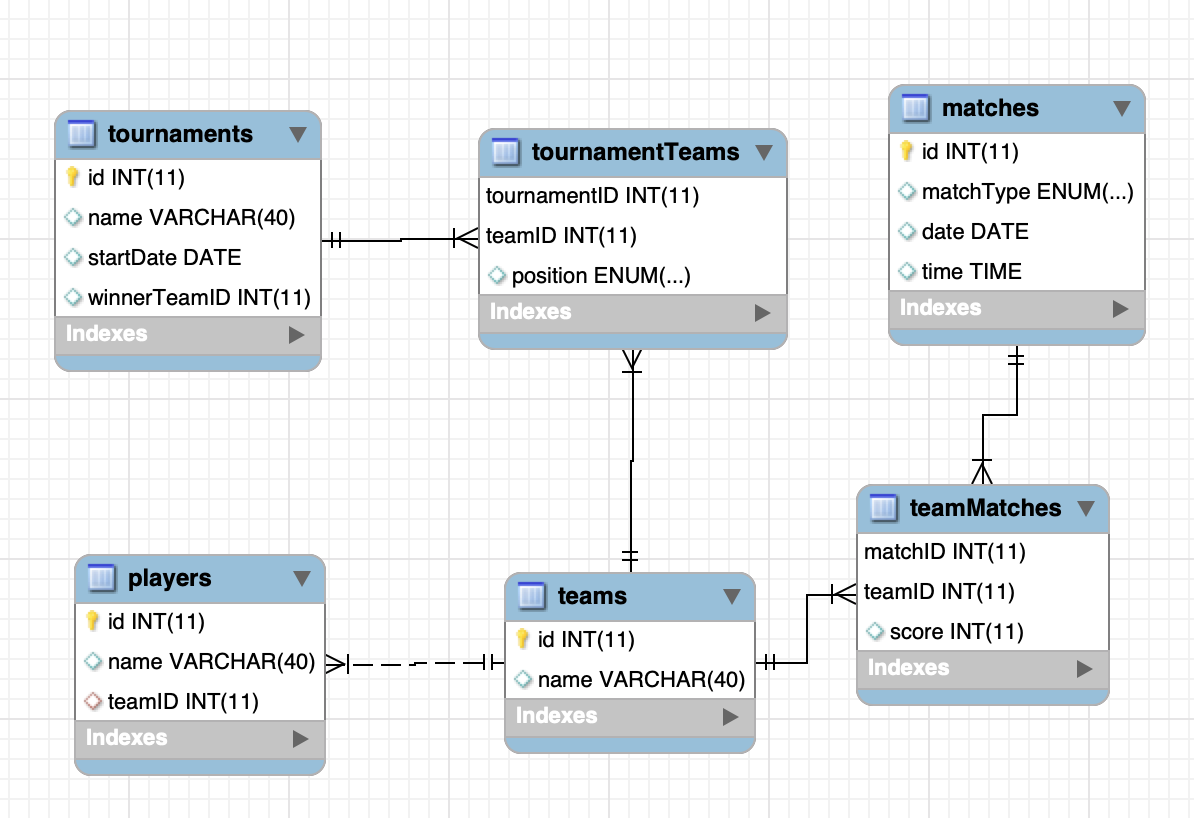 tournaments
id INT(11)
name VARCHAR(40)
startDate DATE
winnerTeamID INT(11)
Indexes
tournamentTeams
tournamentID INT(11)
teamID INT(11)
position ENUM(...)
Indexes
matches
id INT(11)
matchType ENUM(...)
date DATE
time TIME
Indexes
players
id INT(11)
name VARCHAR(40)
teamID INT(11)
Indexes
teams
id INT(11)
name VARCHAR(40)
Indexes
teamMatches
matchID INT(11)
teamID INT(11)
score INT(11)
Indexes